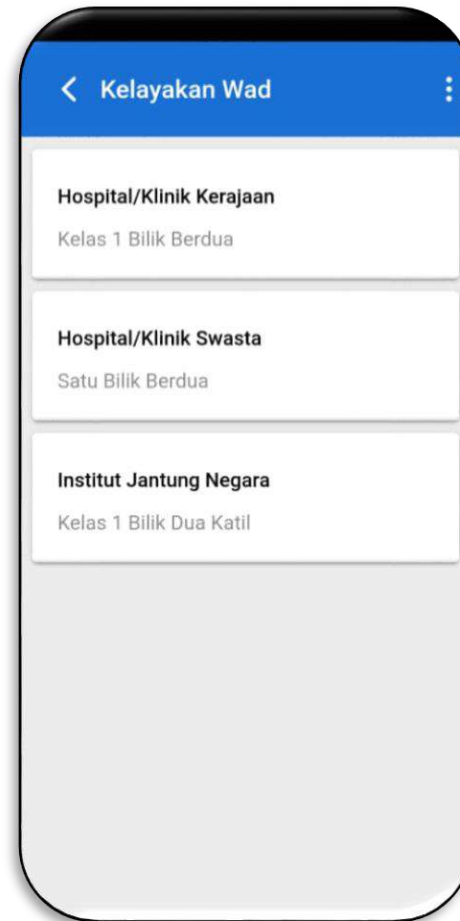 Kelayakan Wad
Hospital/Klinik Kerajaan
Kelas 1 Bilik Berdua
Hospital/Klinik Swasta
Satu Bilik Berdua
Institut Jantung Negara
Kelas 1 Bilik Dua Katil